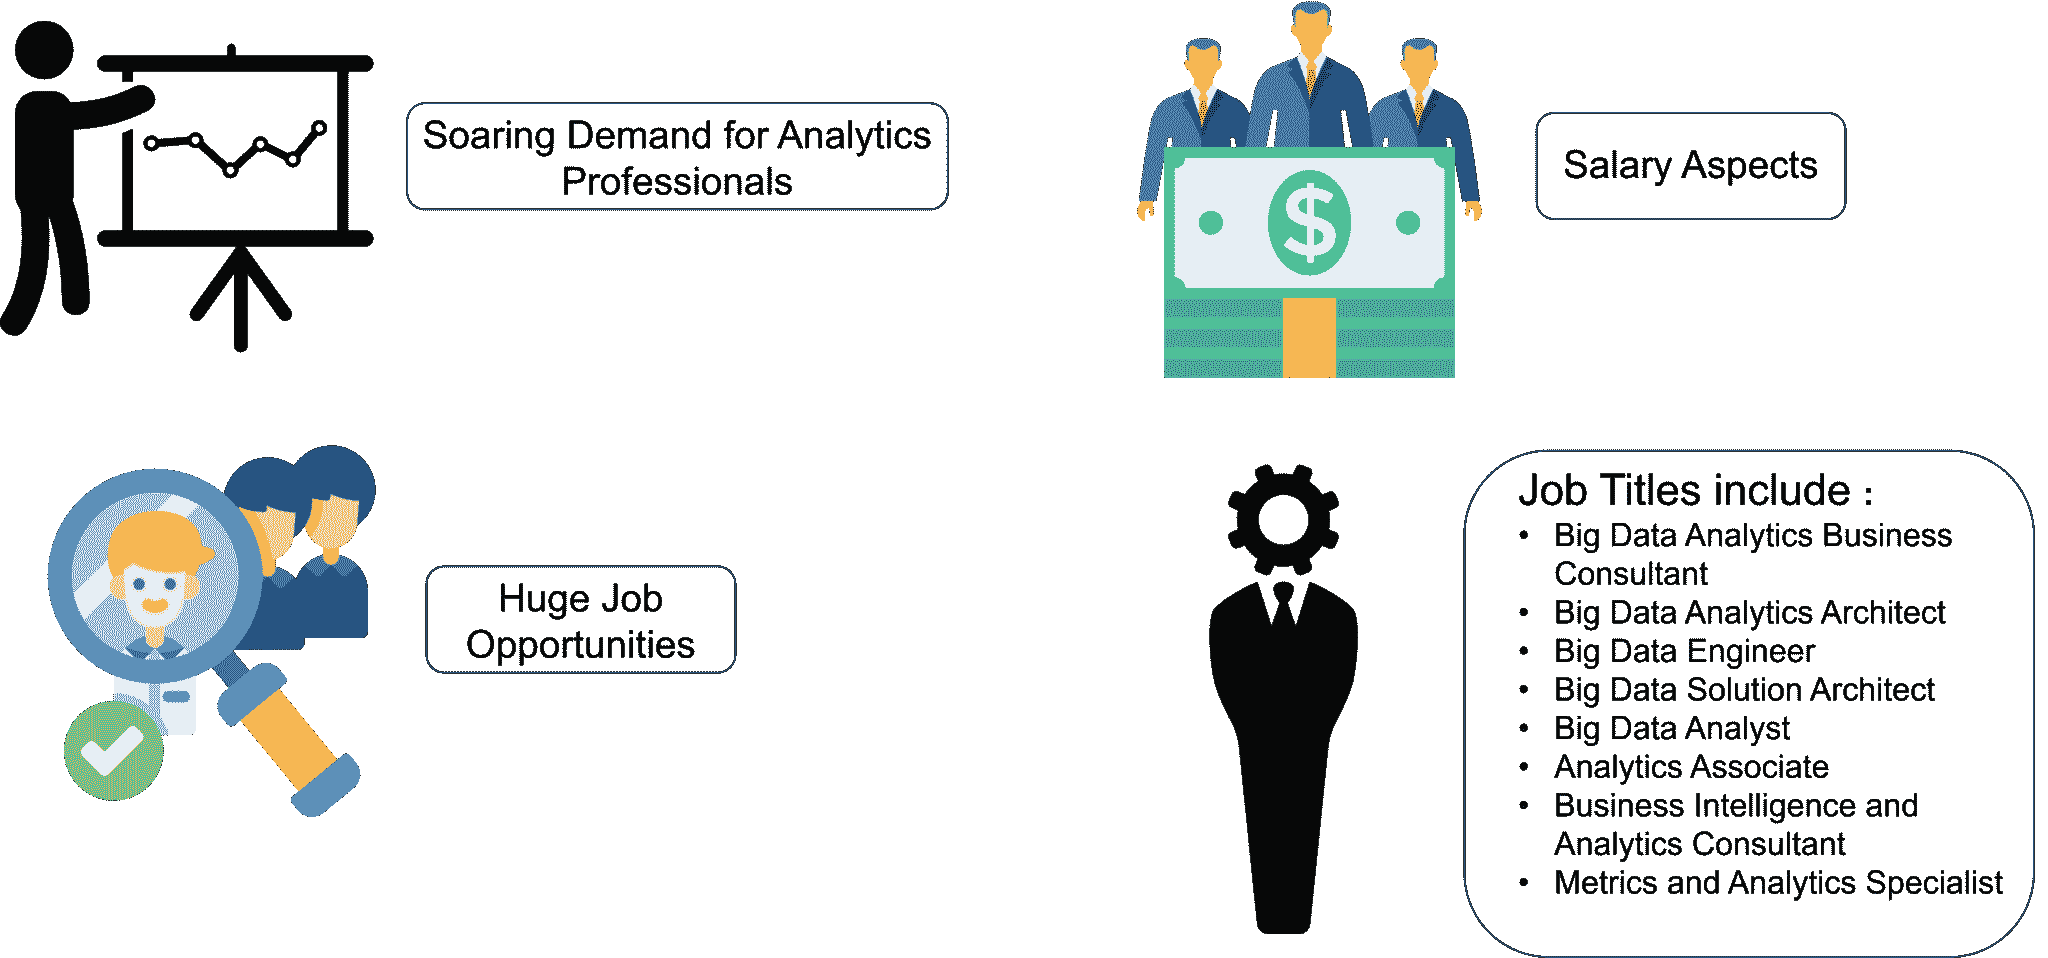 Soaring Demand for Analytics
Professionals
Salary Aspects
$
Huge Job
Opportunities
Job Titles include :
• Big Data Analytics Business
Consultant
• Big Data Analytics Architect
• Big Data Engineer
• Big Data Solution Architect
• Big Data Analyst
• Analytics Associate
• Business Intelligence and
Analytics Consultant
• Metrics and Analytics Specialist